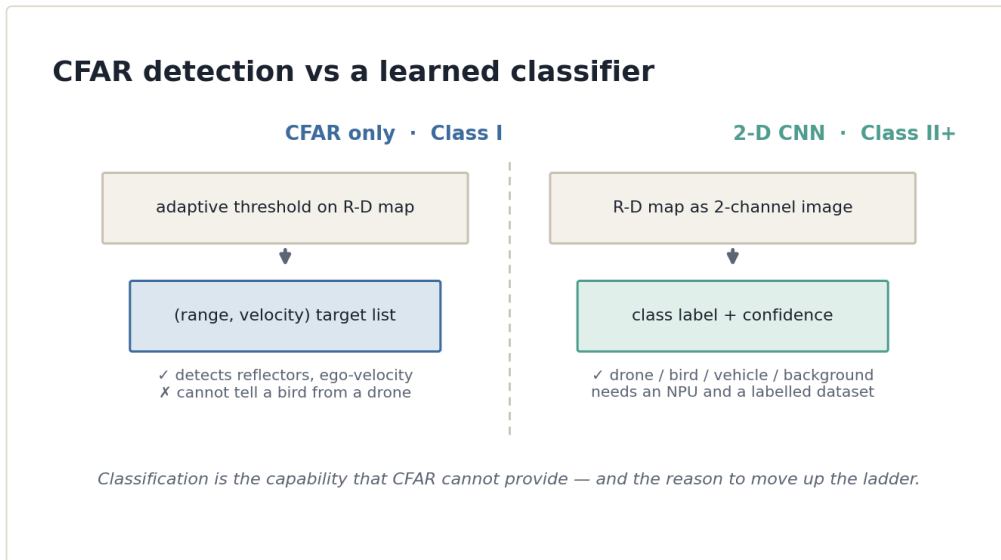 CFAR detection vs a learned classifier
CFAR only · Class I
adaptive threshold on R-D map
(range, velocity) target list
✓ detects reflectors, ego-velocity
✗ cannot tell a bird from a drone
2-D CNN · Class II+
R-D map as 2-channel image
class label + confidence
✓ drone / bird / vehicle / background
needs an NPU and a labelled dataset
Classification is the capability that CFAR cannot provide — and the reason to move up the ladder.